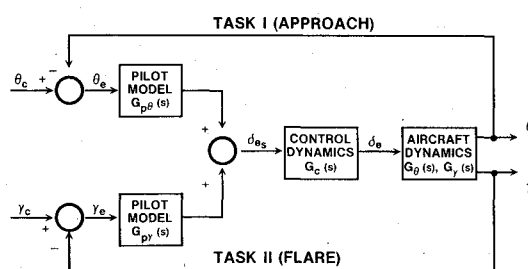 TASK I (APPROACH)
θc + − θe
PILOT
MODEL
Gpθ (s)
+
+
δes
CONTROL
DYNAMICS
Gc (s)
δe
AIRCRAFT
DYNAMICS
Gθ(s), Gγ(s)
γc + − γe
PILOT
MODEL
Gpγ(s)
TASK II (FLARE)